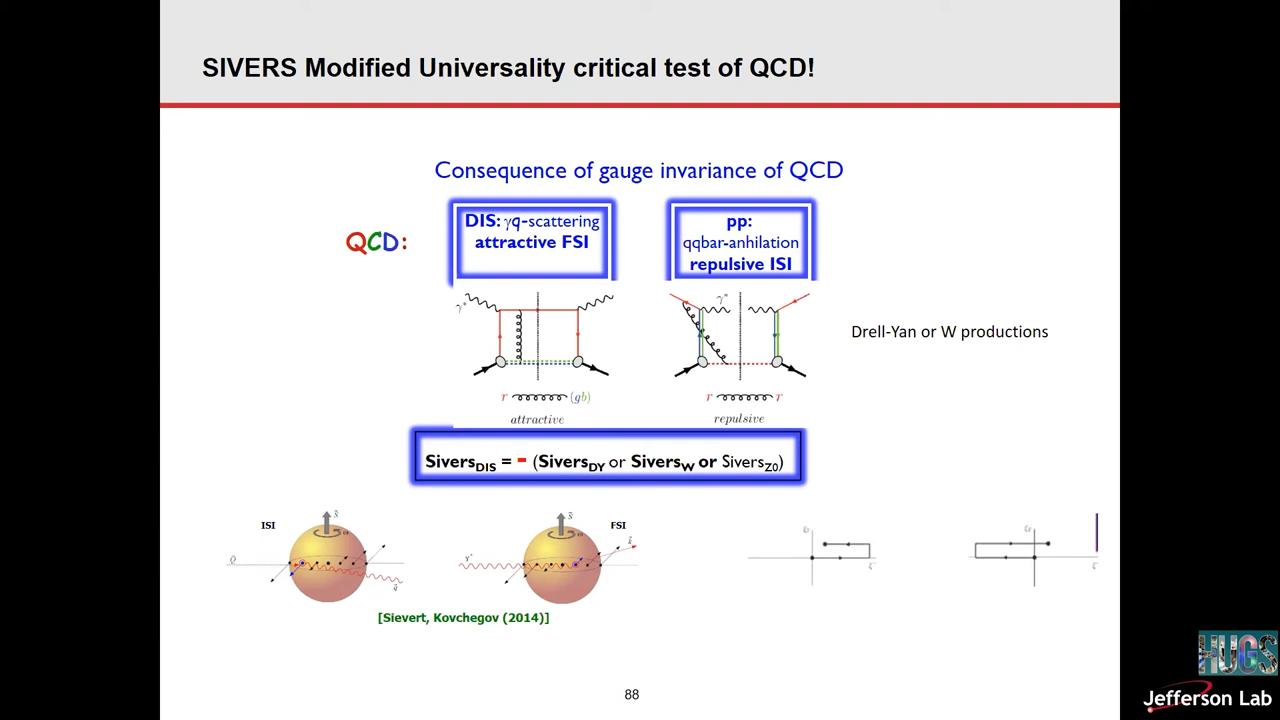 SIVERS Modified Universality critical test of QCD!
Consequence of gauge invariance of QCD
QCD:
DIS: γq-scattering
attractive FSI
pp:
qqbar-anhilation
repulsive ISI
γ*
γ*
Drell-Yan or W productions
r (gb)
attractive
r r
repulsive
Sivers_DIS = - (Sivers_DY or Sivers_W or Sivers_Z0)
ISI
FSI
γ*
[Sievert, Kovchegov (2014)]
HUGS
88
Jefferson Lab